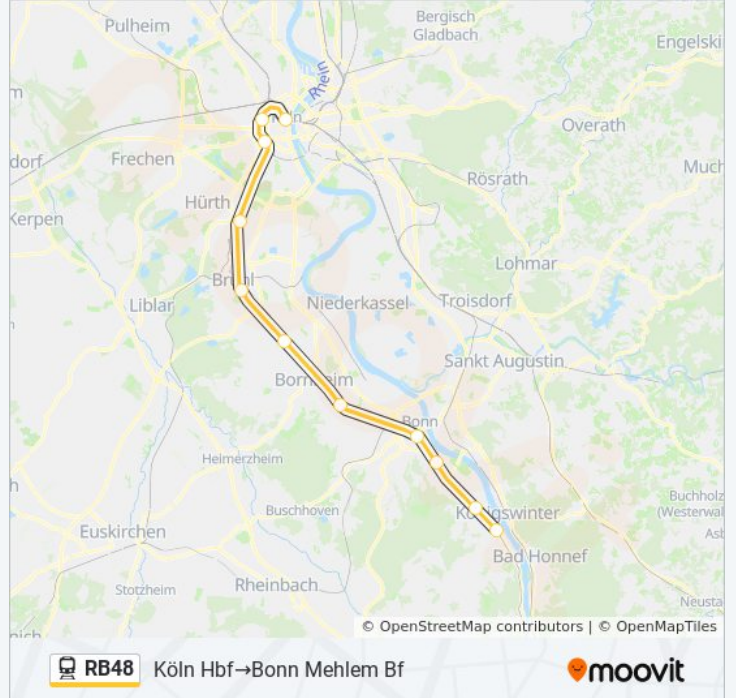 Pulheim
Bergisch
Gladbach
Engelski
Rhein
Overath
dorf
Frechen
Much
Rösrath
Hürth
Kerpen
Lohmar
Brühl
Liblar
Niederkassel
Troisdorf
Sankt Augustin
Bornheim
Bonn
Heimerzheim
Buchholz
(Westerwal
Buschhoven
Königswinter
Euskirchen
Bad Honnef
Rheinbach
Stotzheim
Neusta
© OpenStreetMap contributors | © OpenMapTiles
RB48 Köln Hbf→Bonn Mehlem Bf
moovit